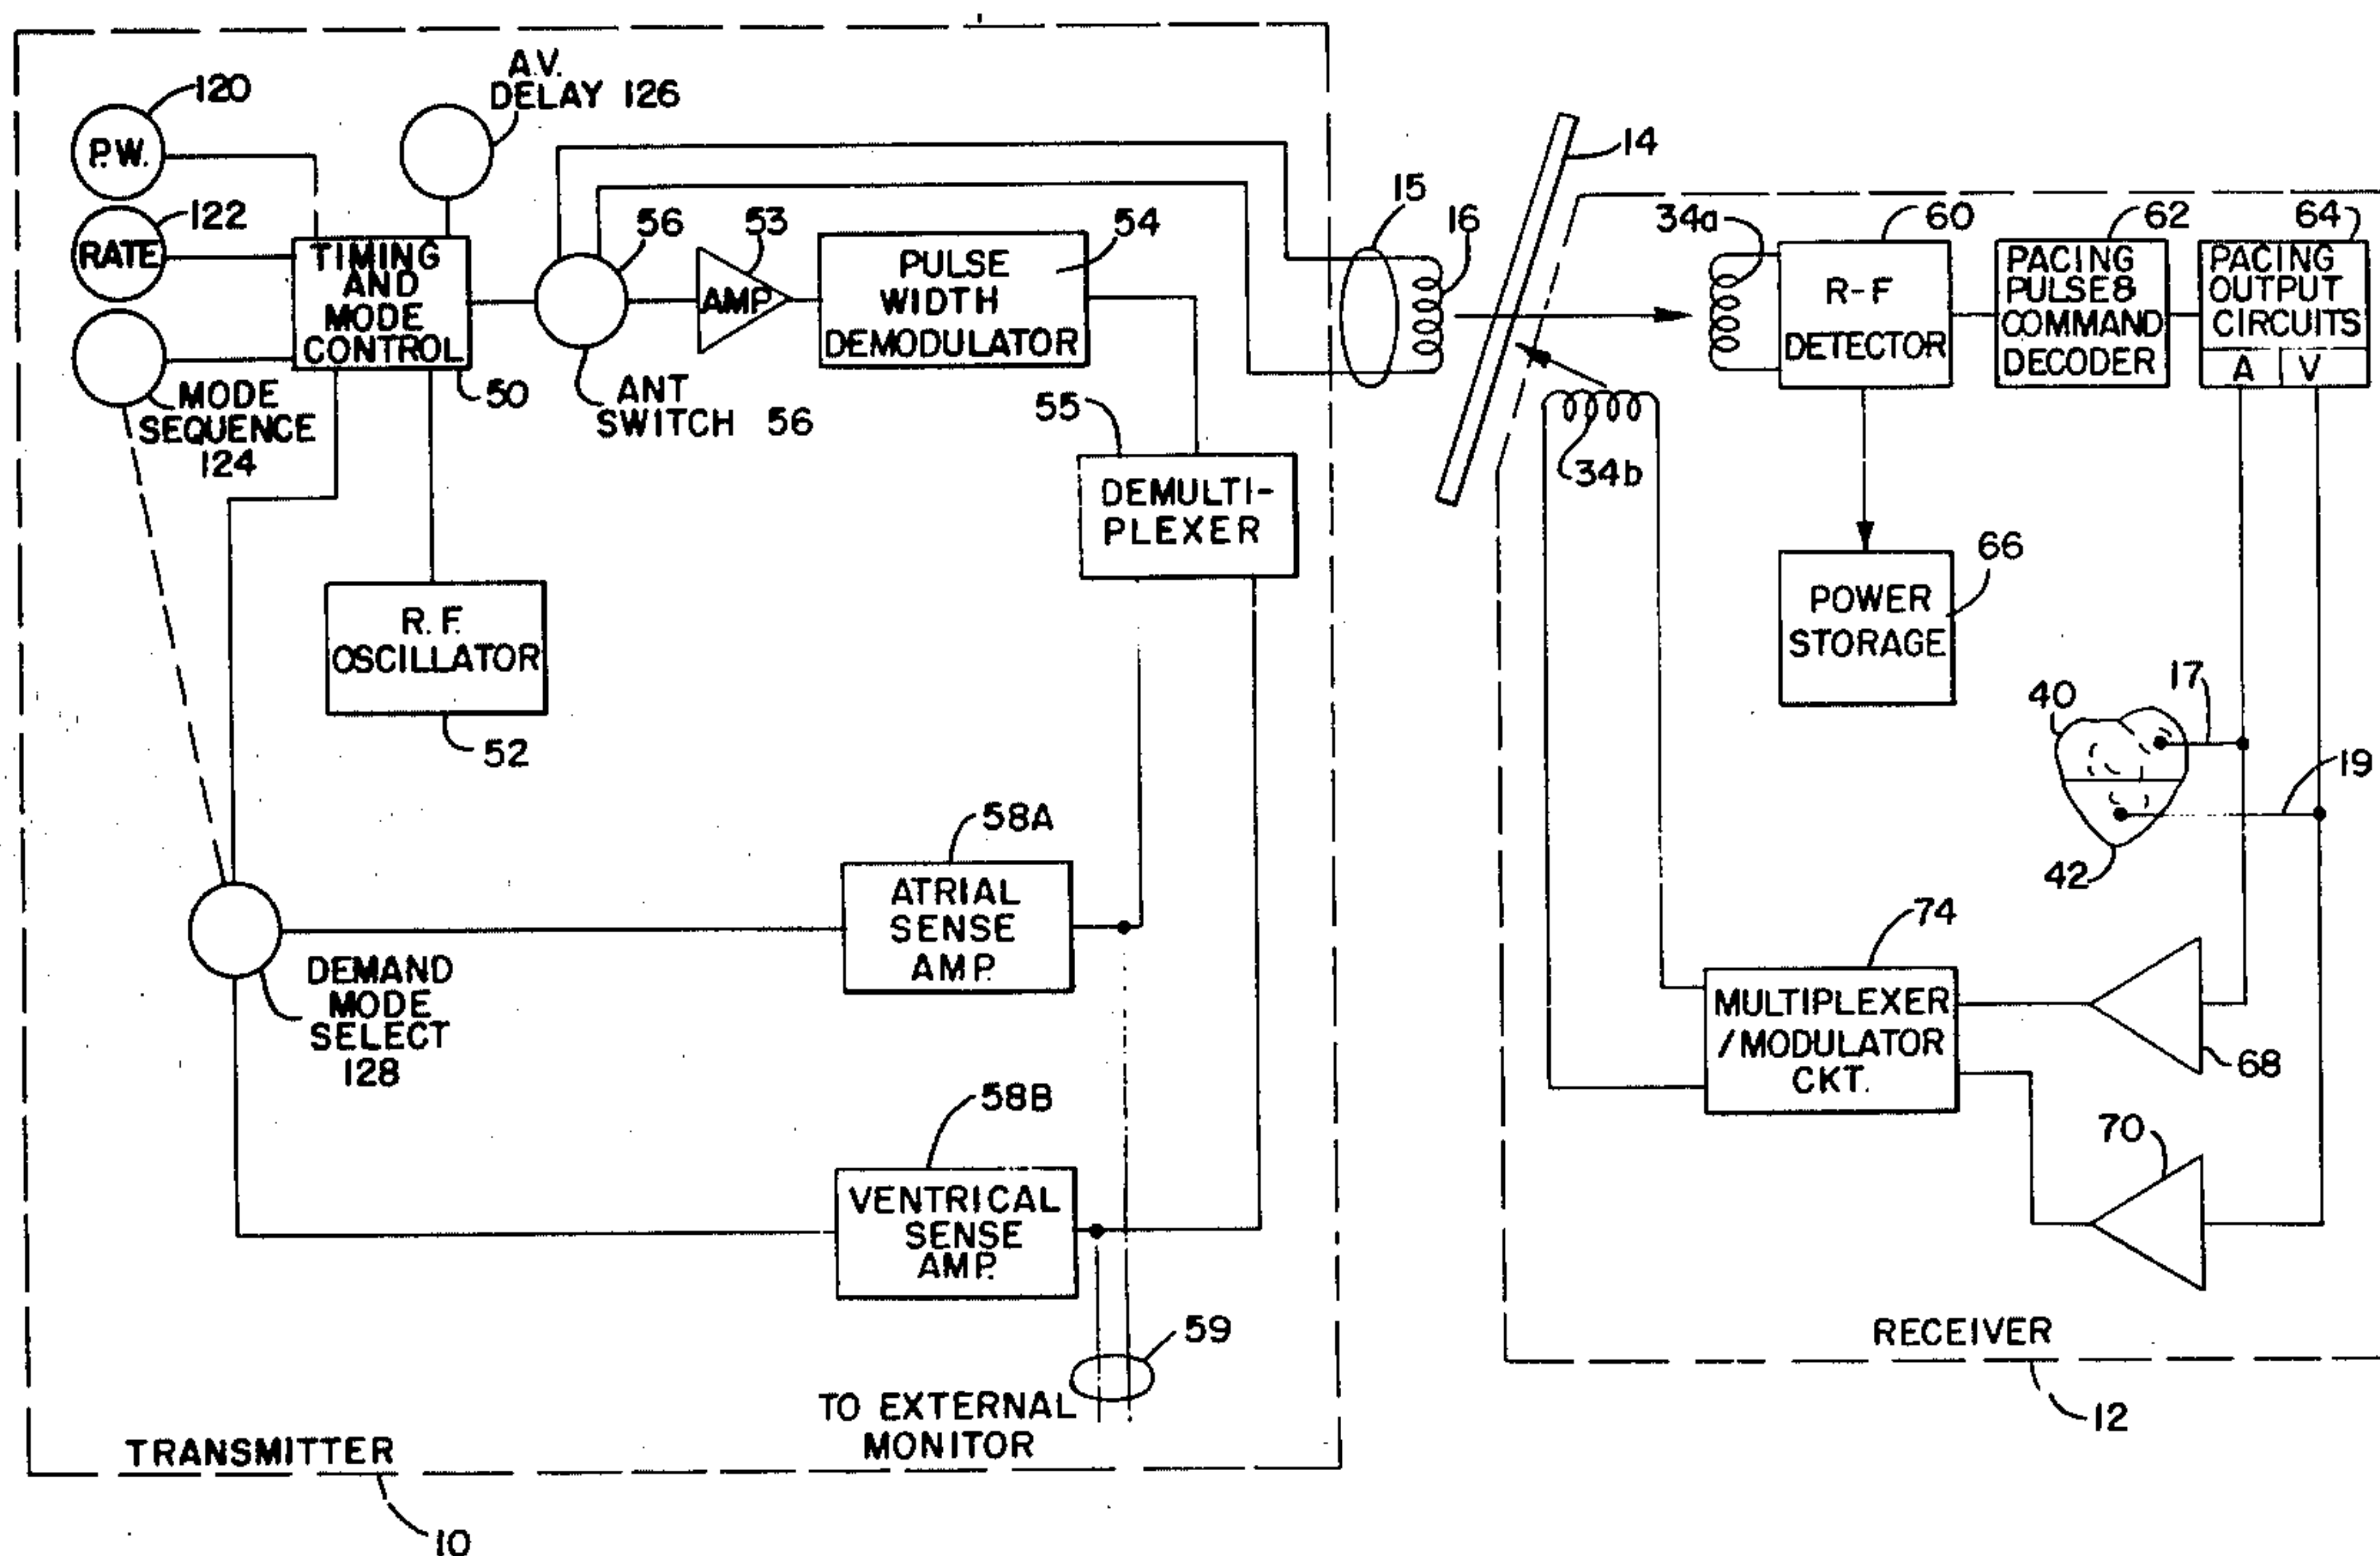 120
P.W.
A.V.
DELAY 126
122
RATE
TIMING
AND
MODE
CONTROL
50
MODE
SEQUENCE
124
56
ANT
SWITCH 56
53
AMP
54
PULSE
WIDTH
DEMODULATOR
55
DEMULTI-
PLEXER
R.F.
OSCILLATOR
52
58A
ATRIAL
SENSE
AMP.
DEMAND
MODE
SELECT
128
58B
VENTRICAL
SENSE
AMP.
59
TO EXTERNAL
MONITOR
TRANSMITTER
10
15
16
14
34a
34b
60
R-F
DETECTOR
62
PACING
PULSE&
COMMAND
DECODER
64
PACING
OUTPUT
CIRCUITS
A V
66
POWER
STORAGE
40
17
19
42
74
MULTIPLEXER
/MODULATOR
CKT.
68
70
RECEIVER
12